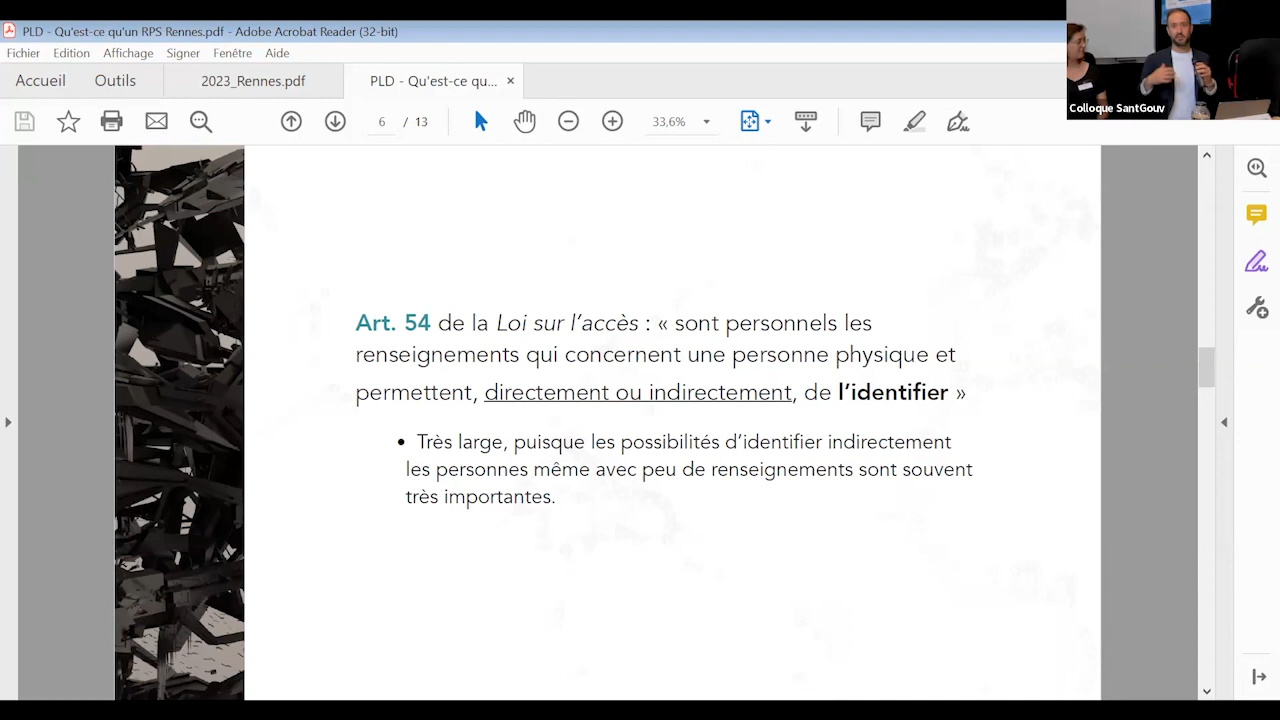 PLD - Qu'est-ce qu'un RPS Rennes.pdf - Adobe Acrobat Reader (32-bit)
Fichier Edition Affichage Signer Fenêtre Aide
Accueil Outils 2023_Rennes.pdf PLD - Qu'est-ce qu... ×
6 / 13 33,6%
Colloque SantGouv
Art. 54 de la Loi sur l’accès : « sont personnels les
renseignements qui concernent une personne physique et
permettent, directement ou indirectement, de l’identifier »
• Très large, puisque les possibilités d’identifier indirectement
les personnes même avec peu de renseignements sont souvent
très importantes.